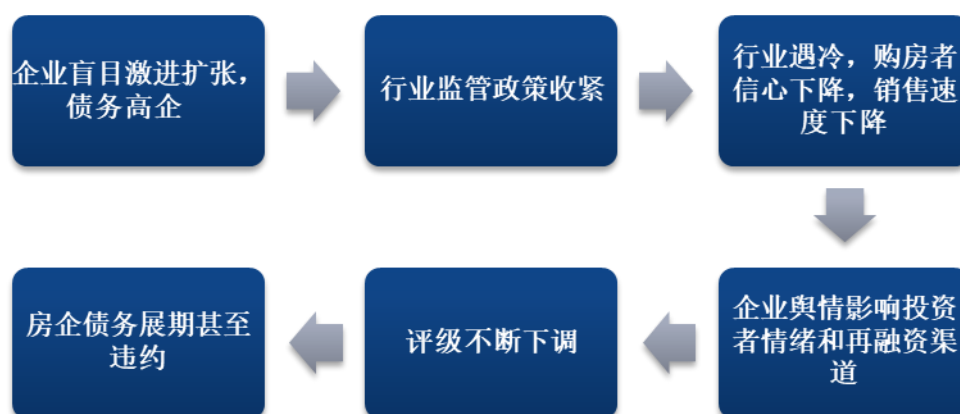 企业盲目激进扩张，
债务高企
行业监管政策收紧
行业遇冷，购房者
信心下降，销售速
度下降
企业舆情影响投资
者情绪和再融资渠
道
评级不断下调
房企债务展期甚至
违约